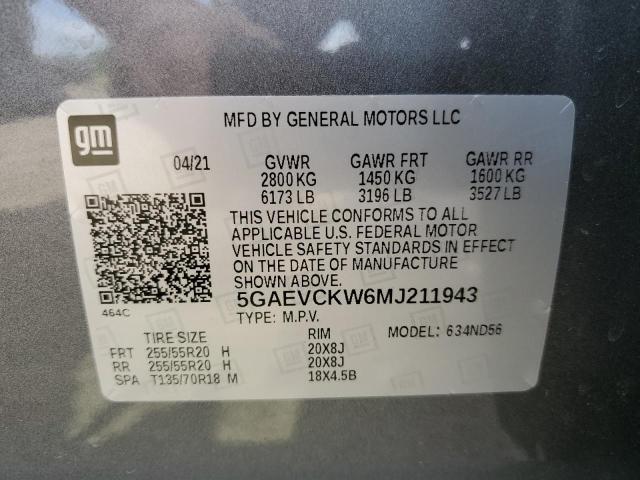 gm
MFD BY GENERAL MOTORS LLC
04/21 GVWR GAWR FRT GAWR RR
2800 KG 1450 KG 1600 KG
6173 LB 3196 LB 3527 LB
THIS VEHICLE CONFORMS TO ALL
APPLICABLE U.S. FEDERAL MOTOR
VEHICLE SAFETY STANDARDS IN EFFECT
ON THE DATE OF MANUFACTURE
SHOWN ABOVE.
464C 5GAEVCKW6MJ211943
TYPE: M.P.V.
TIRE SIZE RIM MODEL: 634ND56
FRT 255/55R20 H 20X8J
RR 255/55R20 H 20X8J
SPA T135/70R18 M 18X4.5B